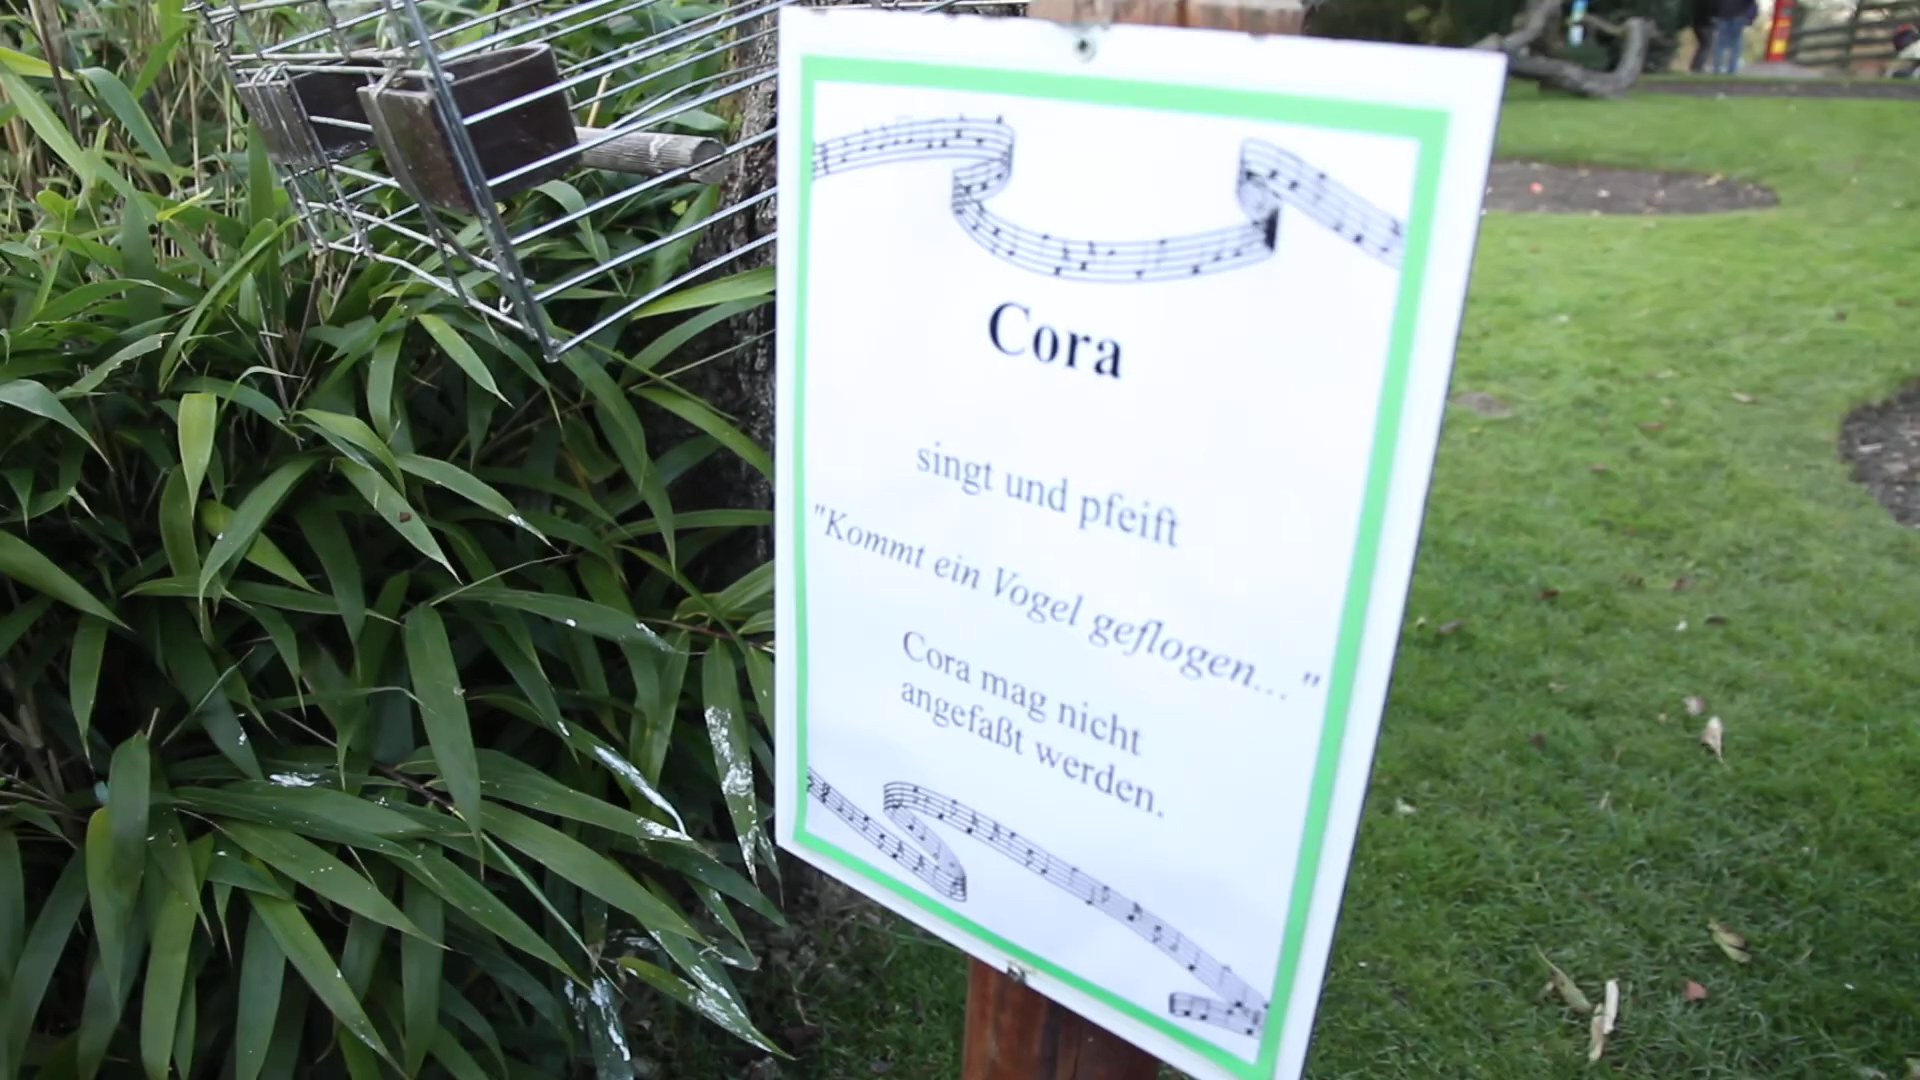 Cora
singt und pfeift
"Kommt ein Vogel geflogen... "
Cora mag nicht
angefaßt werden.